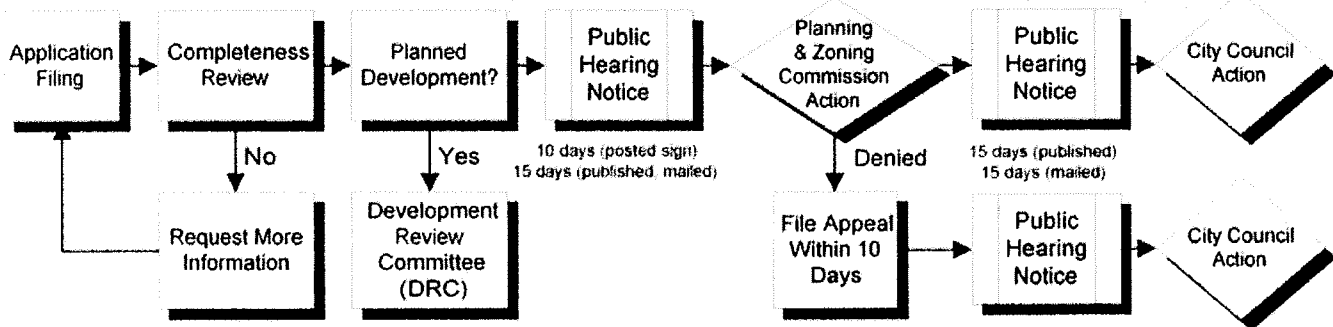 Application
Filing
Completeness
Review
Planned
Development?
Public
Hearing
Notice
Planning
& Zoning
Commission
Action
Public
Hearing
Notice
City Council
Action
No
Yes
10 days (posted sign)
15 days (published, mailed)
Denied
15 days (published)
15 days (mailed)
Request More
Information
Development
Review
Committee
(DRC)
File Appeal
Within 10
Days
Public
Hearing
Notice
City Council
Action